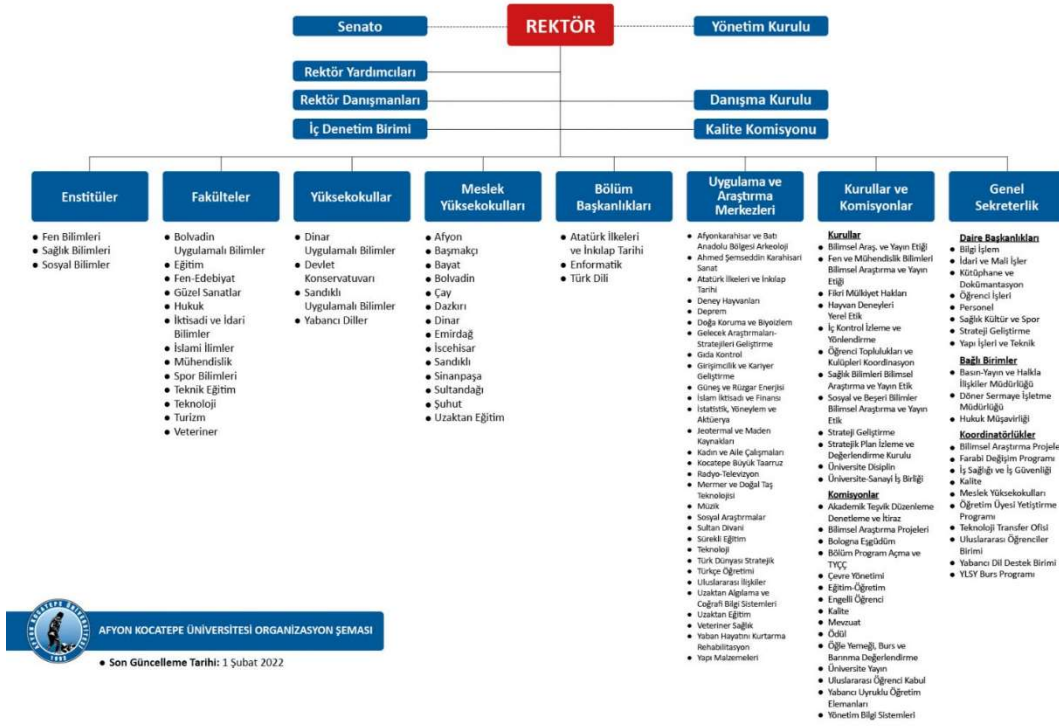 Senato
REKTÖR
Yönetim Kurulu
Rektör Yardımcıları
Rektör Danışmanları
Danışma Kurulu
İç Denetim Birimi
Kalite Komisyonu
Enstitüler
● Fen Bilimleri
● Sağlık Bilimleri
● Sosyal Bilimler
Fakülteler
● Bolvadin
Uygulamalı Bilimler
● Eğitim
● Fen-Edebiyat
● Güzel Sanatlar
● Hukuk
● İktisadi ve İdari
Bilimler
● İslami İlimler
● Mühendislik
● Spor Bilimleri
● Teknik Eğitim
● Teknoloji
● Turizm
● Veteriner
Yüksekokullar
● Dinar
Uygulamalı Bilimler
● Devlet
Konservatuvarı
● Sandıklı
Uygulamalı Bilimler
● Yabancı Diller
Meslek
Yüksekokulları
● Afyon
● Başmakçı
● Bayat
● Bolvadin
● Çay
● Dazkırı
● Dinar
● Emirdağ
● İscehisar
● Sandıklı
● Sinanpaşa
● Sultandağı
● Şuhut
● Uzaktan Eğitim
Bölüm
Başkanlıkları
● Atatürk İlkeleri
ve İnkılap Tarihi
● Enformatik
● Türk Dili
Uygulama ve
Araştırma
Merkezleri
● Afyonkarahisar ve Batı
Anadolu Bölgesi Arkeoloji
● Ahmed Şemseddin Karahisari
Sanat
● Atatürk İlkeleri ve İnkılap
Tarihi
● Deney Hayvanları
● Deprem
● Doğa Koruma ve Biyoizlem
● Gelecek Araştırmaları-
Stratejileri Geliştirme
● Gıda Kontrol
● Girişimcilik ve Kariyer
Geliştirme
● Güneş ve Rüzgar Enerjisi
● İslam İktisadı ve Finansı
● İstatistik, Yöneylem ve
Aktüerya
● Jeotermal ve Maden
Kaynakları
● Kadın ve Aile Çalışmaları
● Kocatepe Büyük Taarruz
● Radyo-Televizyon
● Mermer ve Doğal Taş
Teknolojisi
● Müzik
● Sosyal Araştırmalar
● Sultan Divani
● Sürekli Eğitim
● Teknoloji
● Türk Dünyası Stratejik
● Türkçe Öğretimi
● Uluslararası İlişkiler
● Uzaktan Algılama ve
Coğrafi Bilgi Sistemleri
● Uzaktan Eğitim
● Veteriner Sağlık
● Yaban Hayatını Kurtarma
Rehabilitasyon
● Yapı Malzemeleri
Kurullar ve
Komisyonlar
Kurullar
● Bilimsel Araş. ve Yayın Etiği
● Fen ve Mühendislik Bilimleri
Bilimsel Araştırma ve Yayın
Etiği
● Fikri Mülkiyet Hakları
● Hayvan Deneyleri
Yerel Etik
● İç Kontrol İzleme ve
Yönlendirme
● Öğrenci Toplulukları ve
Kulüpleri Koordinasyon
● Sağlık Bilimleri Bilimsel
Araştırma ve Yayın Etik
● Sosyal ve Beşeri Bilimler
Bilimsel Araştırma ve Yayın
Etik
● Strateji Geliştirme
● Stratejik Plan İzleme ve
Değerlendirme Kurulu
● Üniversite Disiplin
● Üniversite-Sanayi İş Birliği
Komisyonlar
● Akademik Teşvik Düzenleme
Denetleme ve İtiraz
● Bilimsel Araştırma Projeleri
● Bologna Eşgüdüm
● Bölüm Program Açma ve
TYÇÇ
● Çevre Yönetimi
● Eğitim-Öğretim
● Engelli Öğrenci
● Kalite
● Mevzuat
● Ödül
● Öğle Yemeği, Burs ve
Barınma Değerlendirme
● Üniversite Yayın
● Uluslararası Öğrenci Kabul
● Yabancı Uyruklu Öğretim
Elemanları
● Yönetim Bilgi Sistemleri
Genel
Sekreterlik
Daire Başkanlıkları
● Bilgi İşlem
● İdari ve Mali İşler
● Kütüphane ve
Dokümantasyon
● Öğrenci İşleri
● Personel
● Sağlık Kültür ve Spor
● Strateji Geliştirme
● Yapı İşleri ve Teknik
Bağlı Birimler
● Basın-Yayın ve Halkla
İlişkiler Müdürlüğü
● Döner Sermaye İşletme
Müdürlüğü
● Hukuk Müşavirliği
Koordinatörlükler
● Bilimsel Araştırma Projele
● Farabi Değişim Programı
● İş Sağlığı ve İş Güvenliği
● Kalite
● Meslek Yüksekokulları
● Öğretim Üyesi Yetiştirme
Programı
● Teknoloji Transfer Ofisi
● Uluslararası Öğrenciler
Birimi
● Yabancı Dil Destek Birimi
● YLSY Burs Programı
AFYON KOCATEPE ÜNİVERSİTESİ
1992
AFYON KOCATEPE ÜNİVERSİTESİ ORGANİZASYON ŞEMASI
● Son Güncelleme Tarihi: 1 Şubat 2022